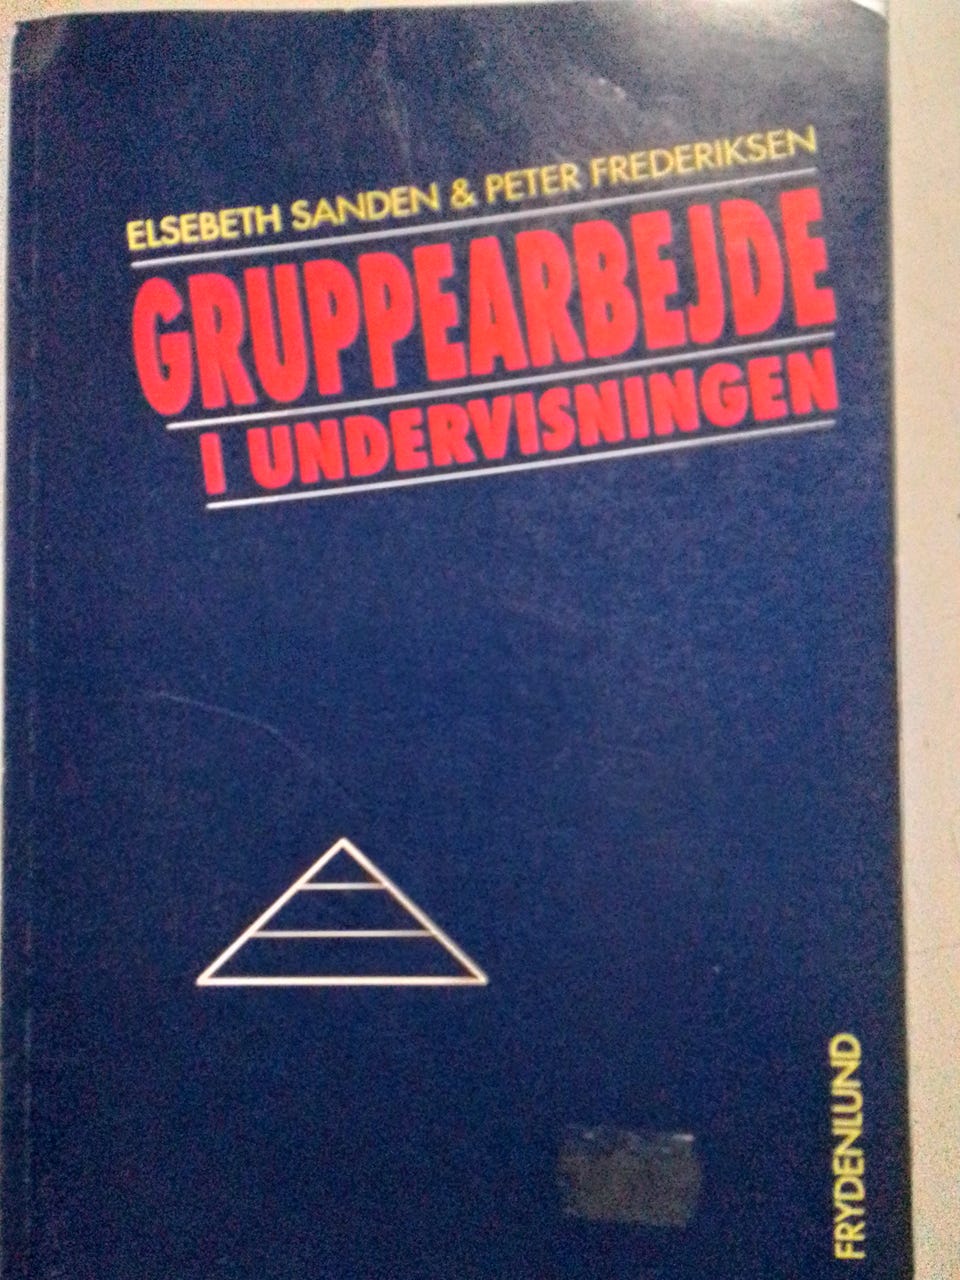 ELSEBETH SANDEN & PETER FREDERIKSEN
GRUPPEARBEJDE
I UNDERVISNINGEN
FRYDENLUND